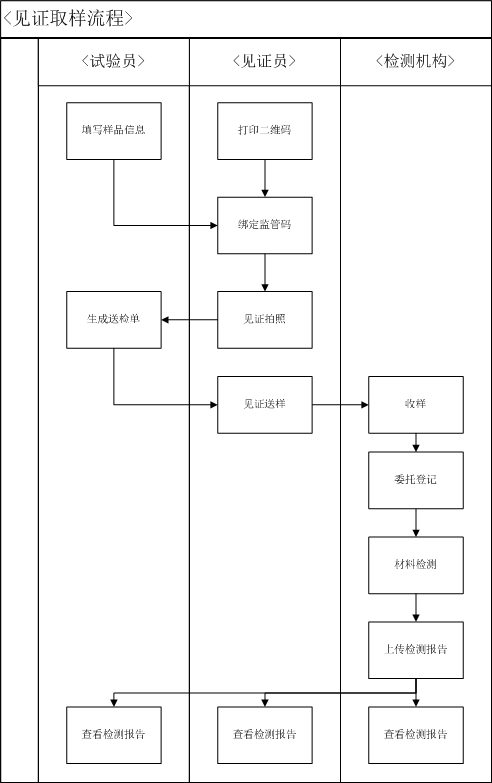 <见证取样流程>
<试验员>
<见证员>
<检测机构>
填写样品信息
打印二维码
绑定监管码
生成送检单
见证拍照
见证送样
收样
委托登记
材料检测
上传检测报告
查看检测报告
查看检测报告
查看检测报告